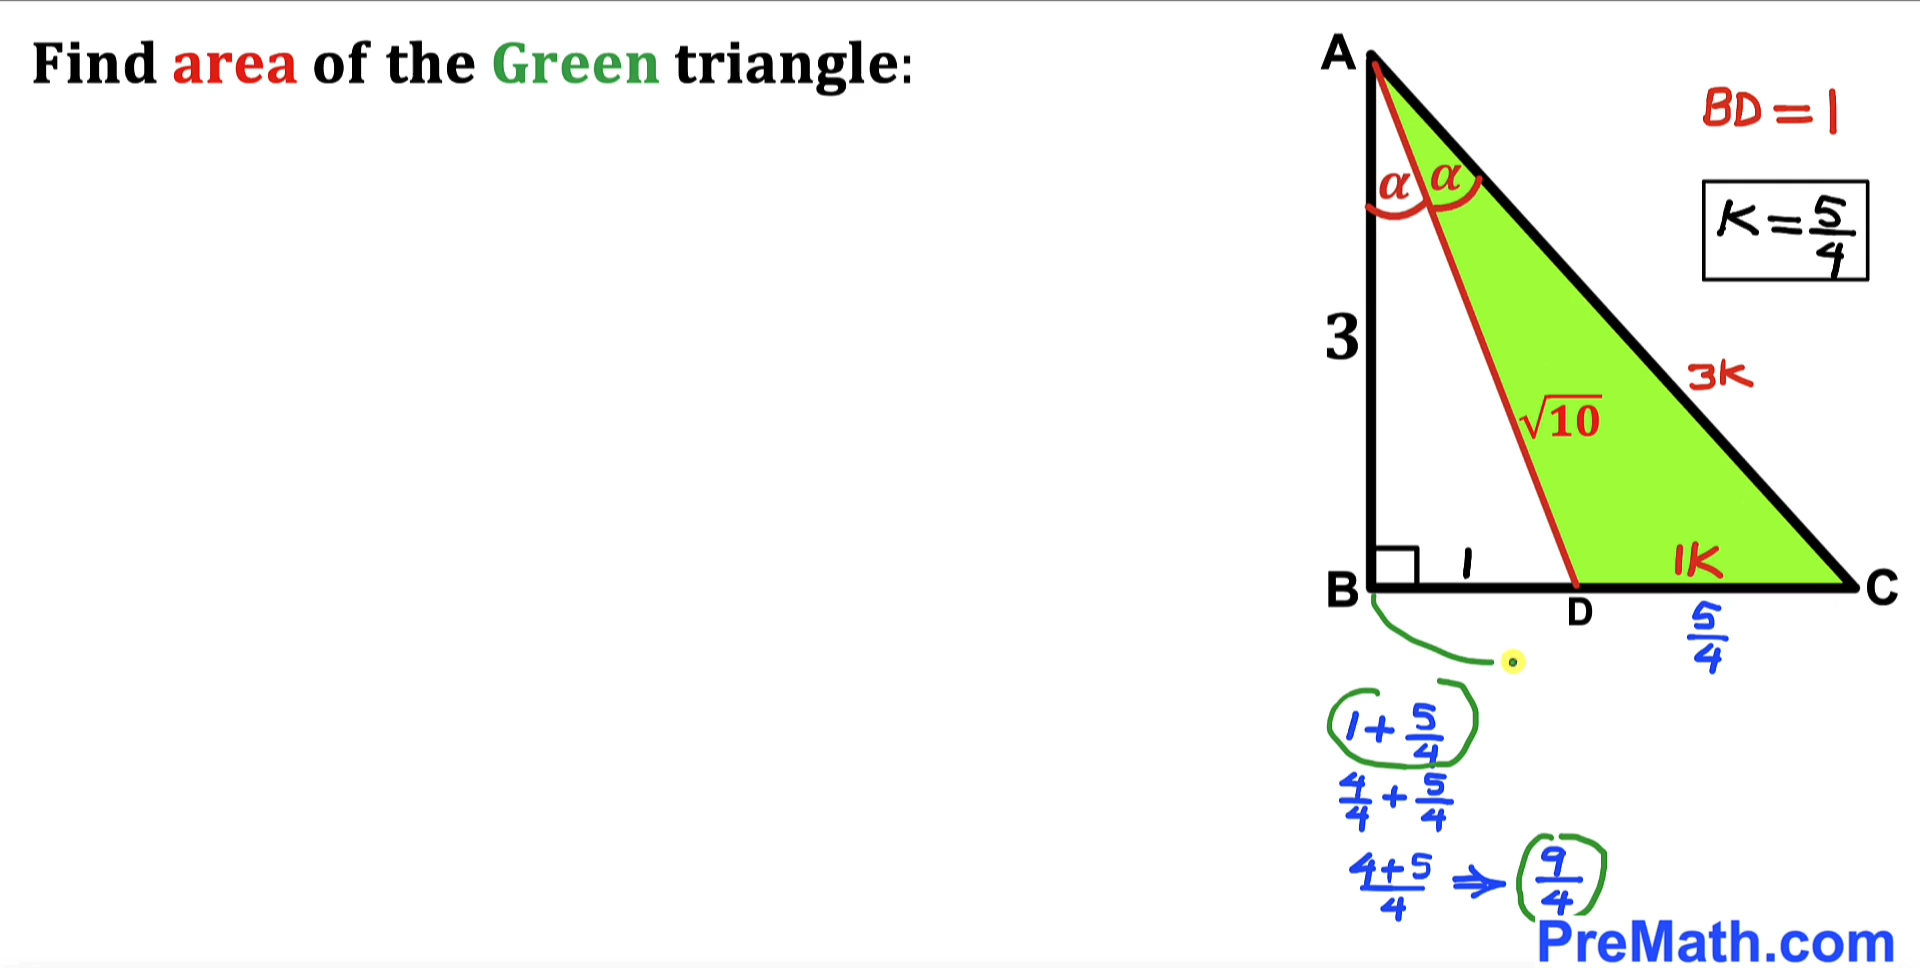 Find area of the Green triangle:
A
BD = 1
K = 5/4
α α
3
3K
√10
1
1K
B
D
C
5/4
1 + 5/4
4/4 + 5/4
4+5/4 ⇒ 9/4
PreMath.com